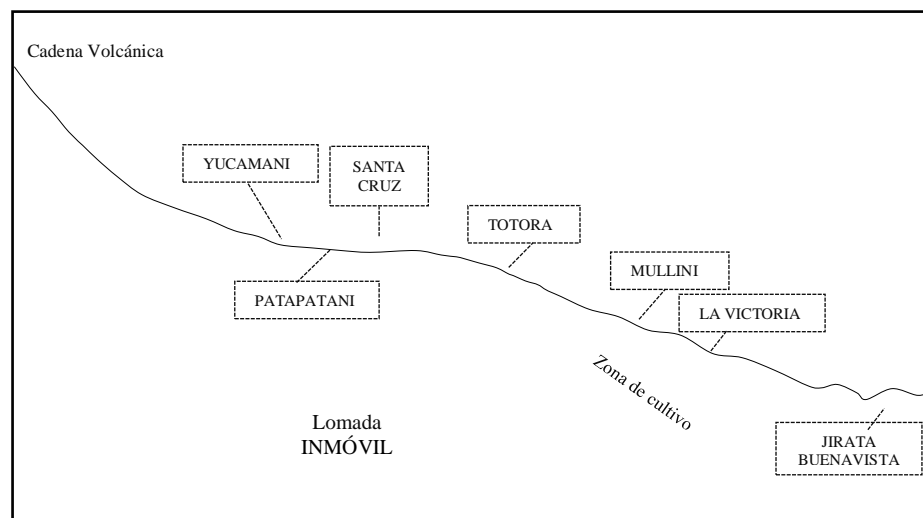 Cadena Volcánica
YUCAMANI
SANTA
CRUZ
TOTORA
MULLINI
PATAPATANI
LA VICTORIA
Zona de cultivo
Lomada
INMÓVIL
JIRATA
BUENAVISTA